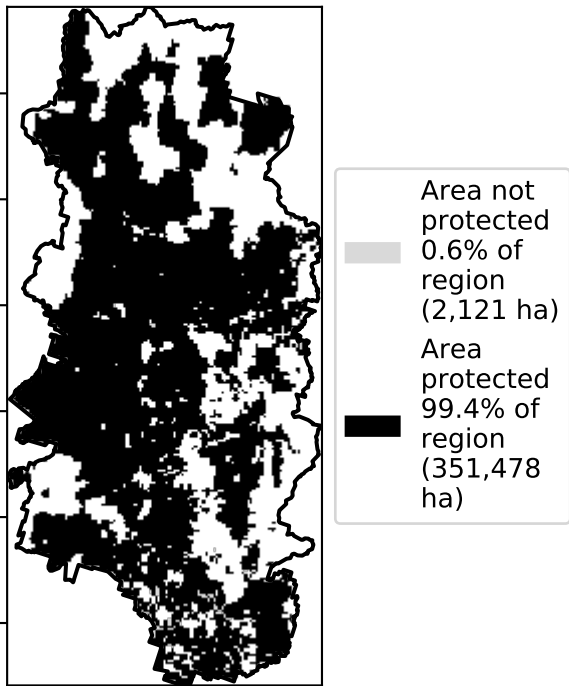 Area not
protected
0.6% of
region
(2,121 ha)
Area
protected
99.4% of
region
(351,478
ha)